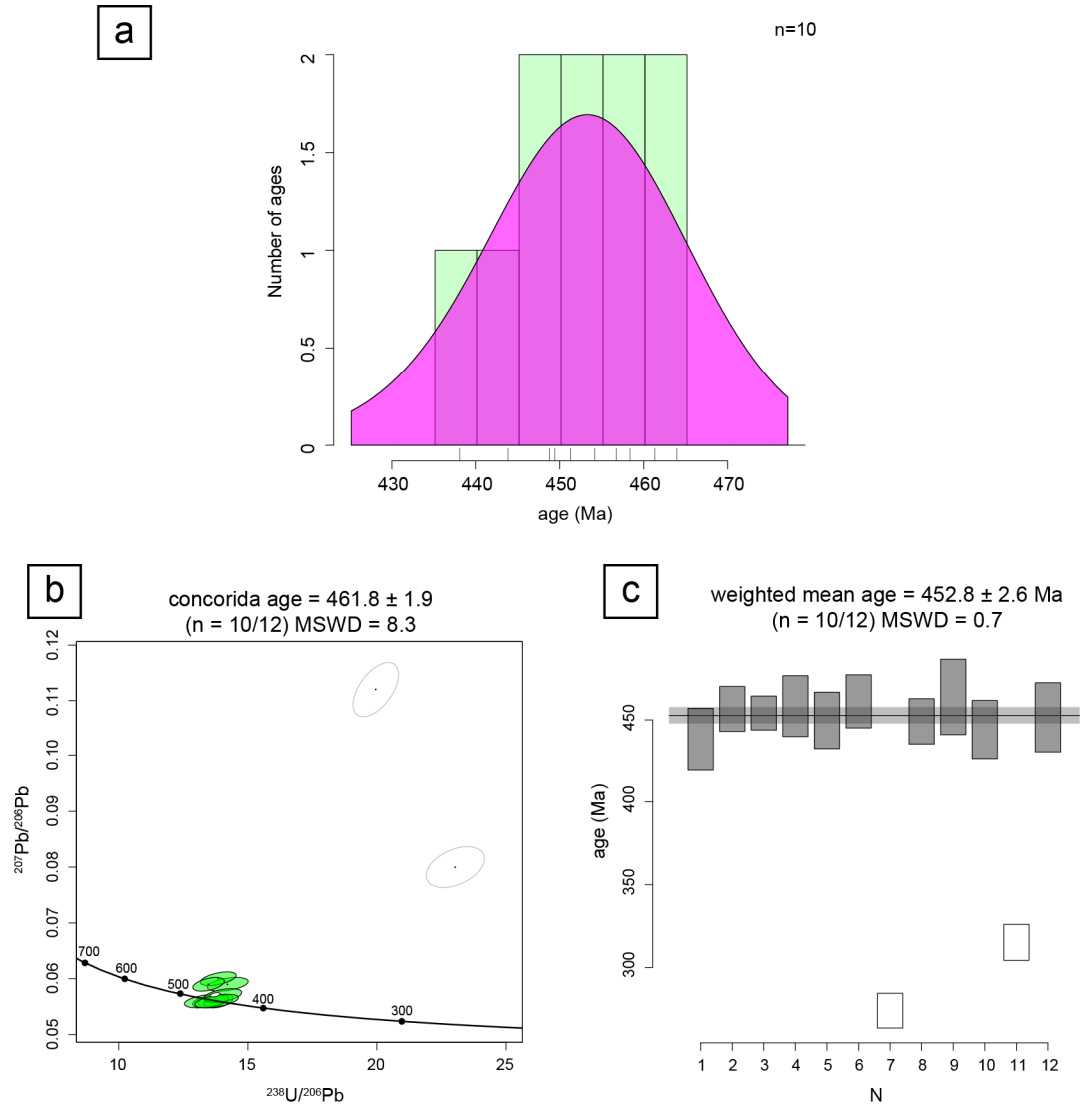 a
n=10
2
1.5
1
0.5
0
Number of ages
430 440 450 460 470
age (Ma)
b
concorida age = 461.8 ± 1.9
(n = 10/12) MSWD = 8.3
0.12
0.11
0.10
0.09
0.08
0.07
0.06
0.05
²⁰⁷Pb/²⁰⁶Pb
700
600
500
400
300
10 15 20 25
²³⁸U/²⁰⁶Pb
c
weighted mean age = 452.8 ± 2.6 Ma
(n = 10/12) MSWD = 0.7
450
400
350
300
age (Ma)
1 2 3 4 5 6 7 8 9 10 11 12
N